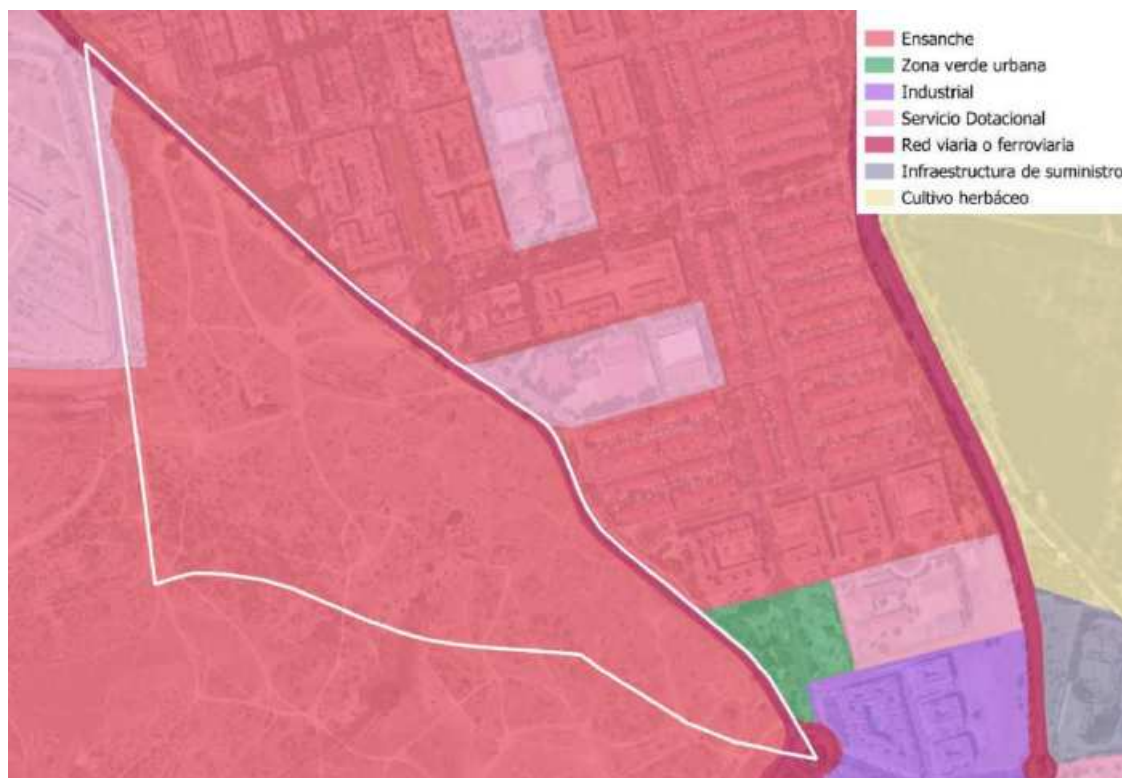 Ensanche
Zona verde urbana
Industrial
Servicio Dotacional
Red viaria o ferroviaria
Infraestructura de suministro
Cultivo herbáceo